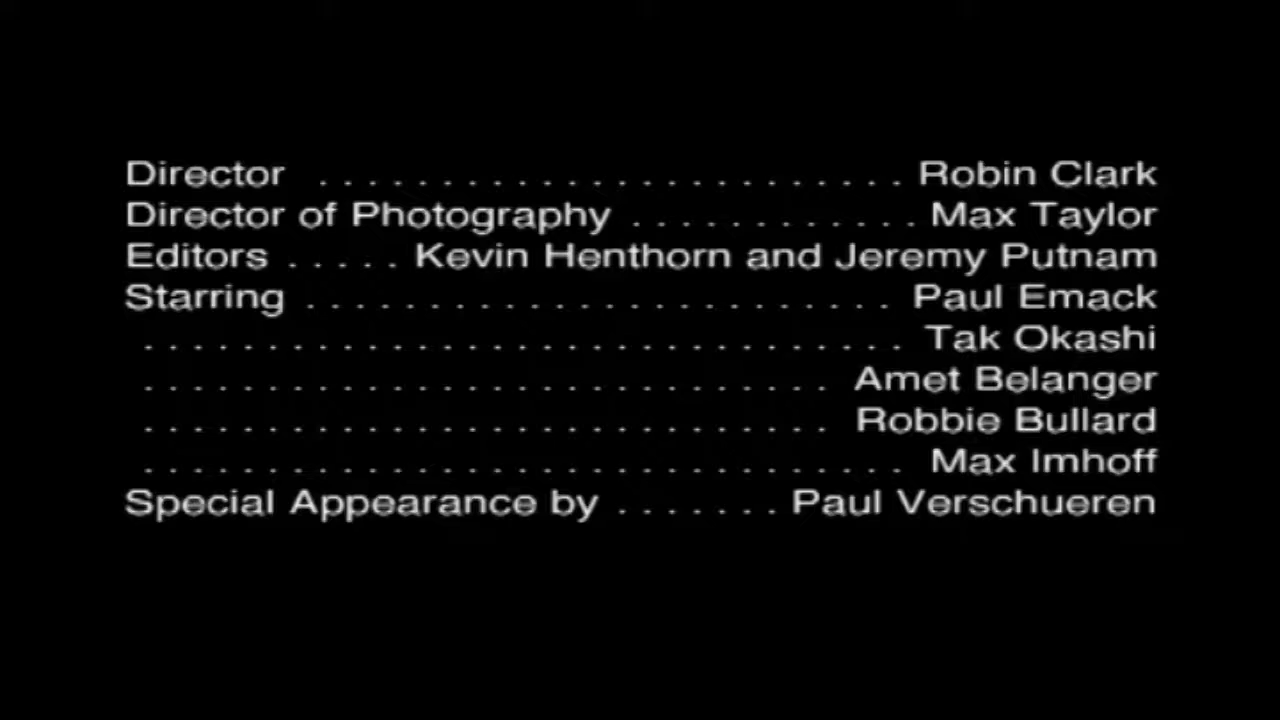 Director . . . . . . . . . . . . . . . . . . . . . . . . Robin Clark
Director of Photography . . . . . . . . . . . . Max Taylor
Editors . . . . . Kevin Henthorn and Jeremy Putnam
Starring . . . . . . . . . . . . . . . . . . . . . . . . Paul Emack
. . . . . . . . . . . . . . . . . . . . . . . . . . . . . . . Tak Okashi
. . . . . . . . . . . . . . . . . . . . . . . . . . . . Amet Belanger
. . . . . . . . . . . . . . . . . . . . . . . . . . . . Robbie Bullard
. . . . . . . . . . . . . . . . . . . . . . . . . . . . . . . Max Imhoff
Special Appearance by . . . . . . . Paul Verschueren